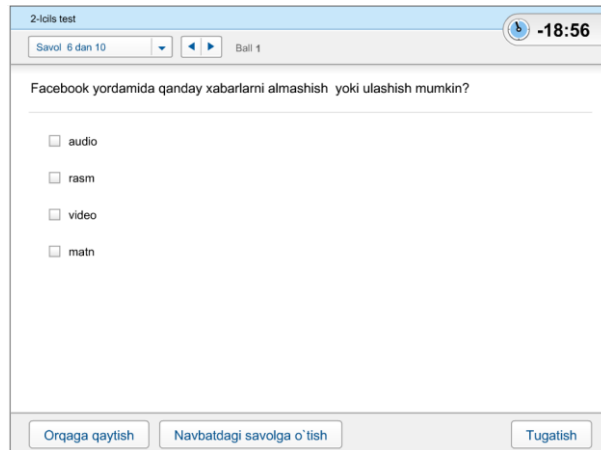 2-Icils test
-18:56
Savol 6 dan 10
Ball 1
Facebook yordamida qanday xabarlarni almashish yoki ulashish mumkin?
audio
rasm
video
matn
Orqaga qaytish
Navbatdagi savolga o`tish
Tugatish